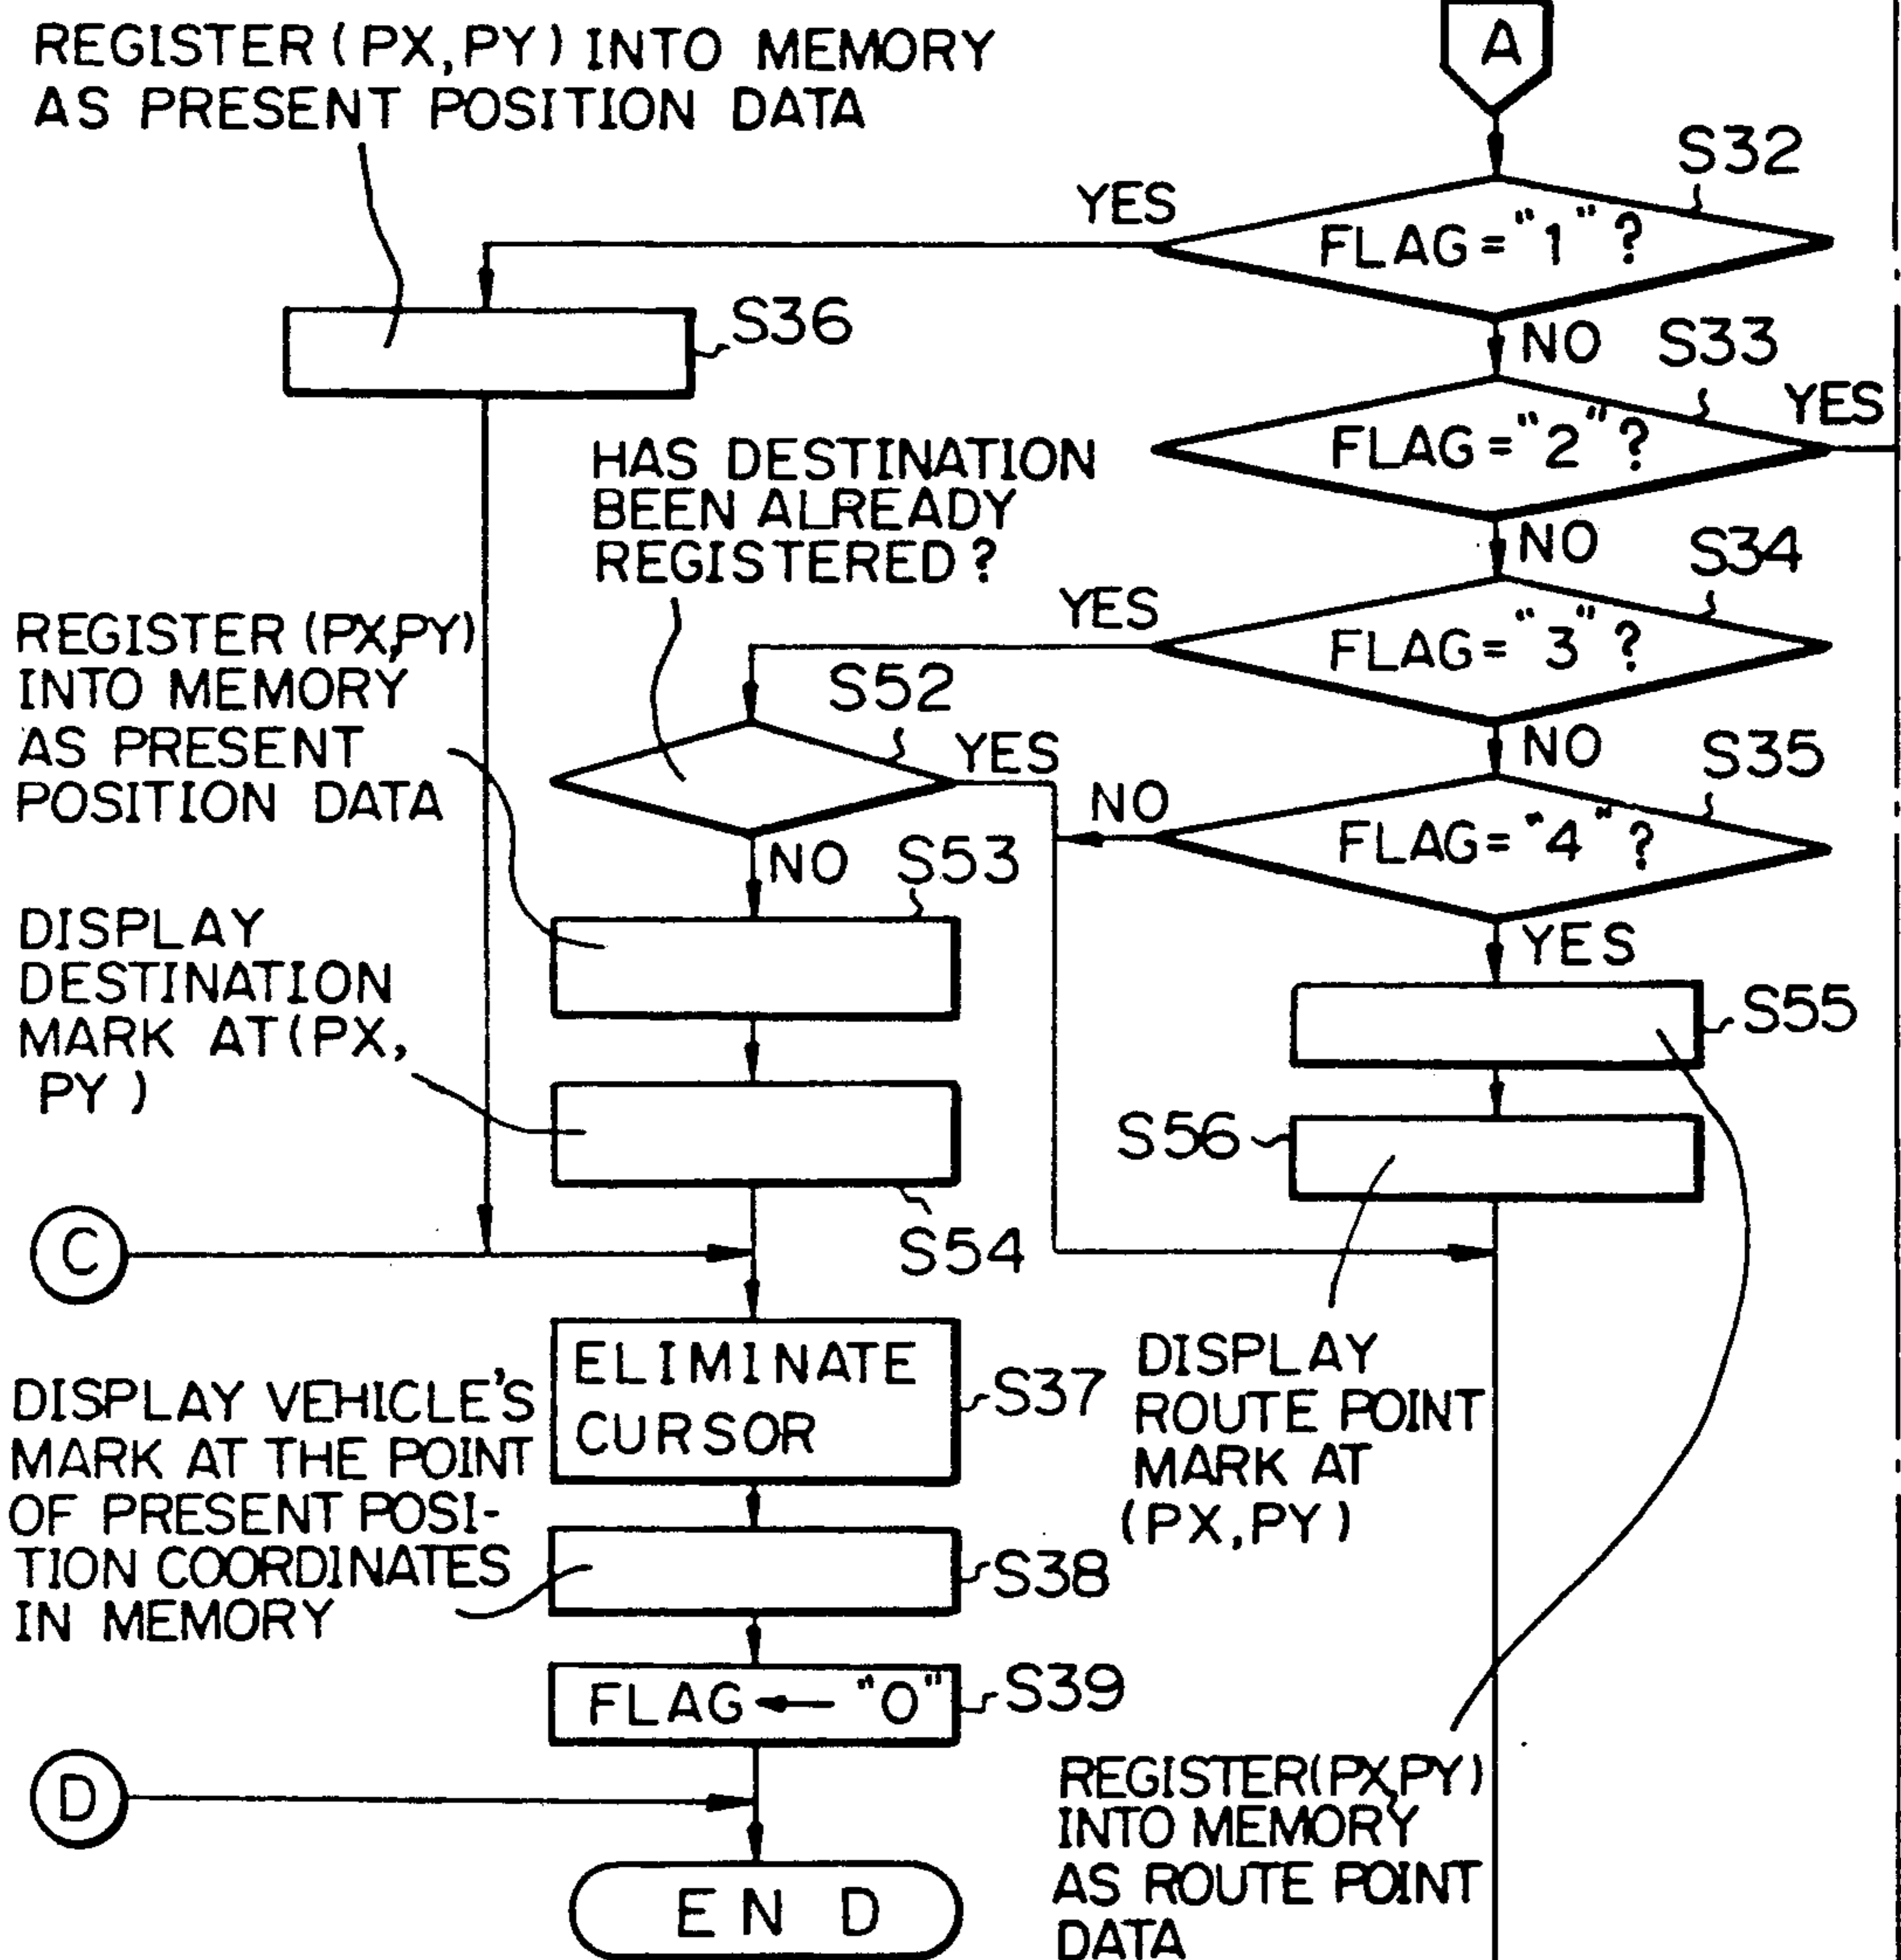 REGISTER (PX,PY) INTO MEMORY
AS PRESENT POSITION DATA
A
S32
YES
FLAG="1"?
S36
NO
S33
YES
FLAG="2"?
HAS DESTINATION
BEEN ALREADY
REGISTERED?
NO
S34
YES
FLAG="3"?
REGISTER (PX,PY)
INTO MEMORY
AS PRESENT
POSITION DATA
S52
YES
NO
S35
NO
FLAG="4"?
NO
S53
YES
DISPLAY
DESTINATION
MARK AT (PX,
PY)
S55
S56
S54
C
ELIMINATE
CURSOR
S37
DISPLAY
ROUTE POINT
MARK AT
(PX,PY)
DISPLAY VEHICLE'S
MARK AT THE POINT
OF PRESENT POSI-
TION COORDINATES
IN MEMORY
S38
FLAG ← "0"
S39
D
REGISTER(PX,PY)
INTO MEMORY
AS ROUTE POINT
DATA
END